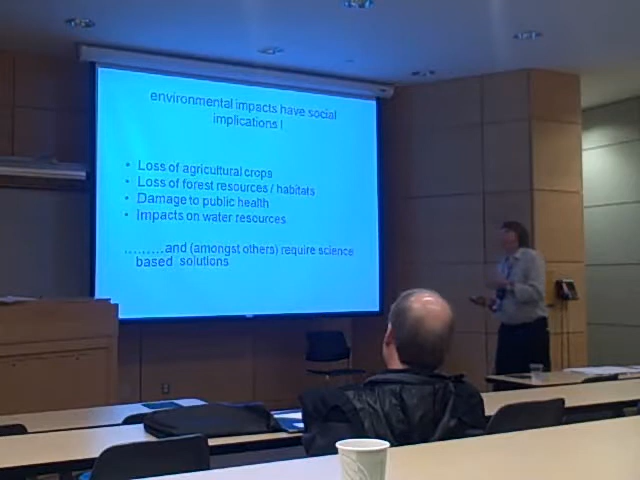 environmental impacts have social
implications !
• Loss of agricultural crops
• Loss of forest resources / habitats
• Damage to public health
• Impacts on water resources
.........and (amongst others) require science
based solutions